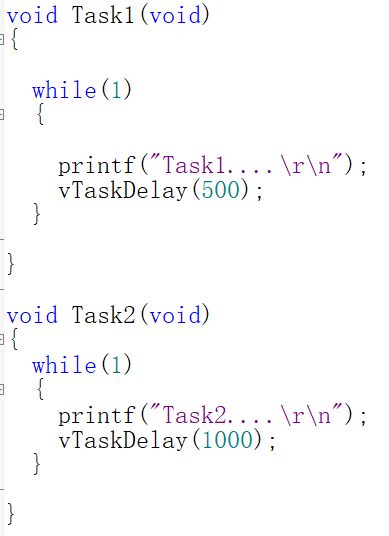 void Task1(void)
{
while(1)
{
printf("Task1....\r\n");
vTaskDelay(500);
}
}
void Task2(void)
{
while(1)
{
printf("Task2....\r\n");
vTaskDelay(1000);
}
}